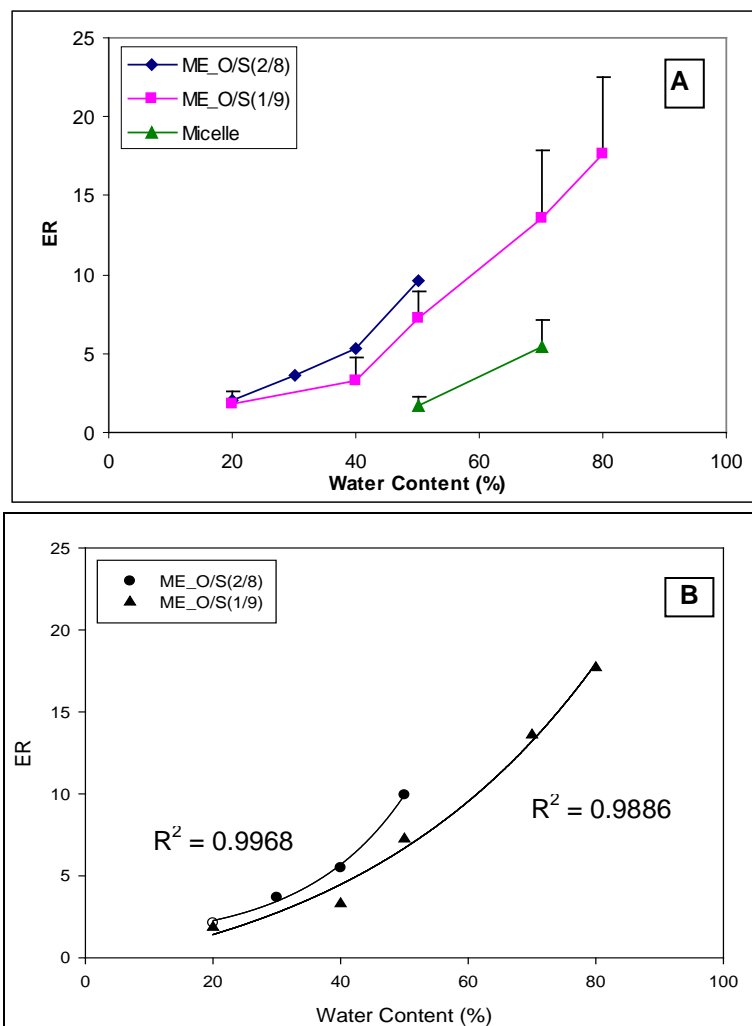 25
20
15
10
5
0
ER
ME_O/S(2/8)
ME_O/S(1/9)
Micelle
A
0 20 40 60 80 100
Water Content (%)
25
20
15
10
5
0
ER
ME_O/S(2/8)
ME_O/S(1/9)
B
R² = 0.9968
R² = 0.9886
0 20 40 60 80 100
Water Content (%)